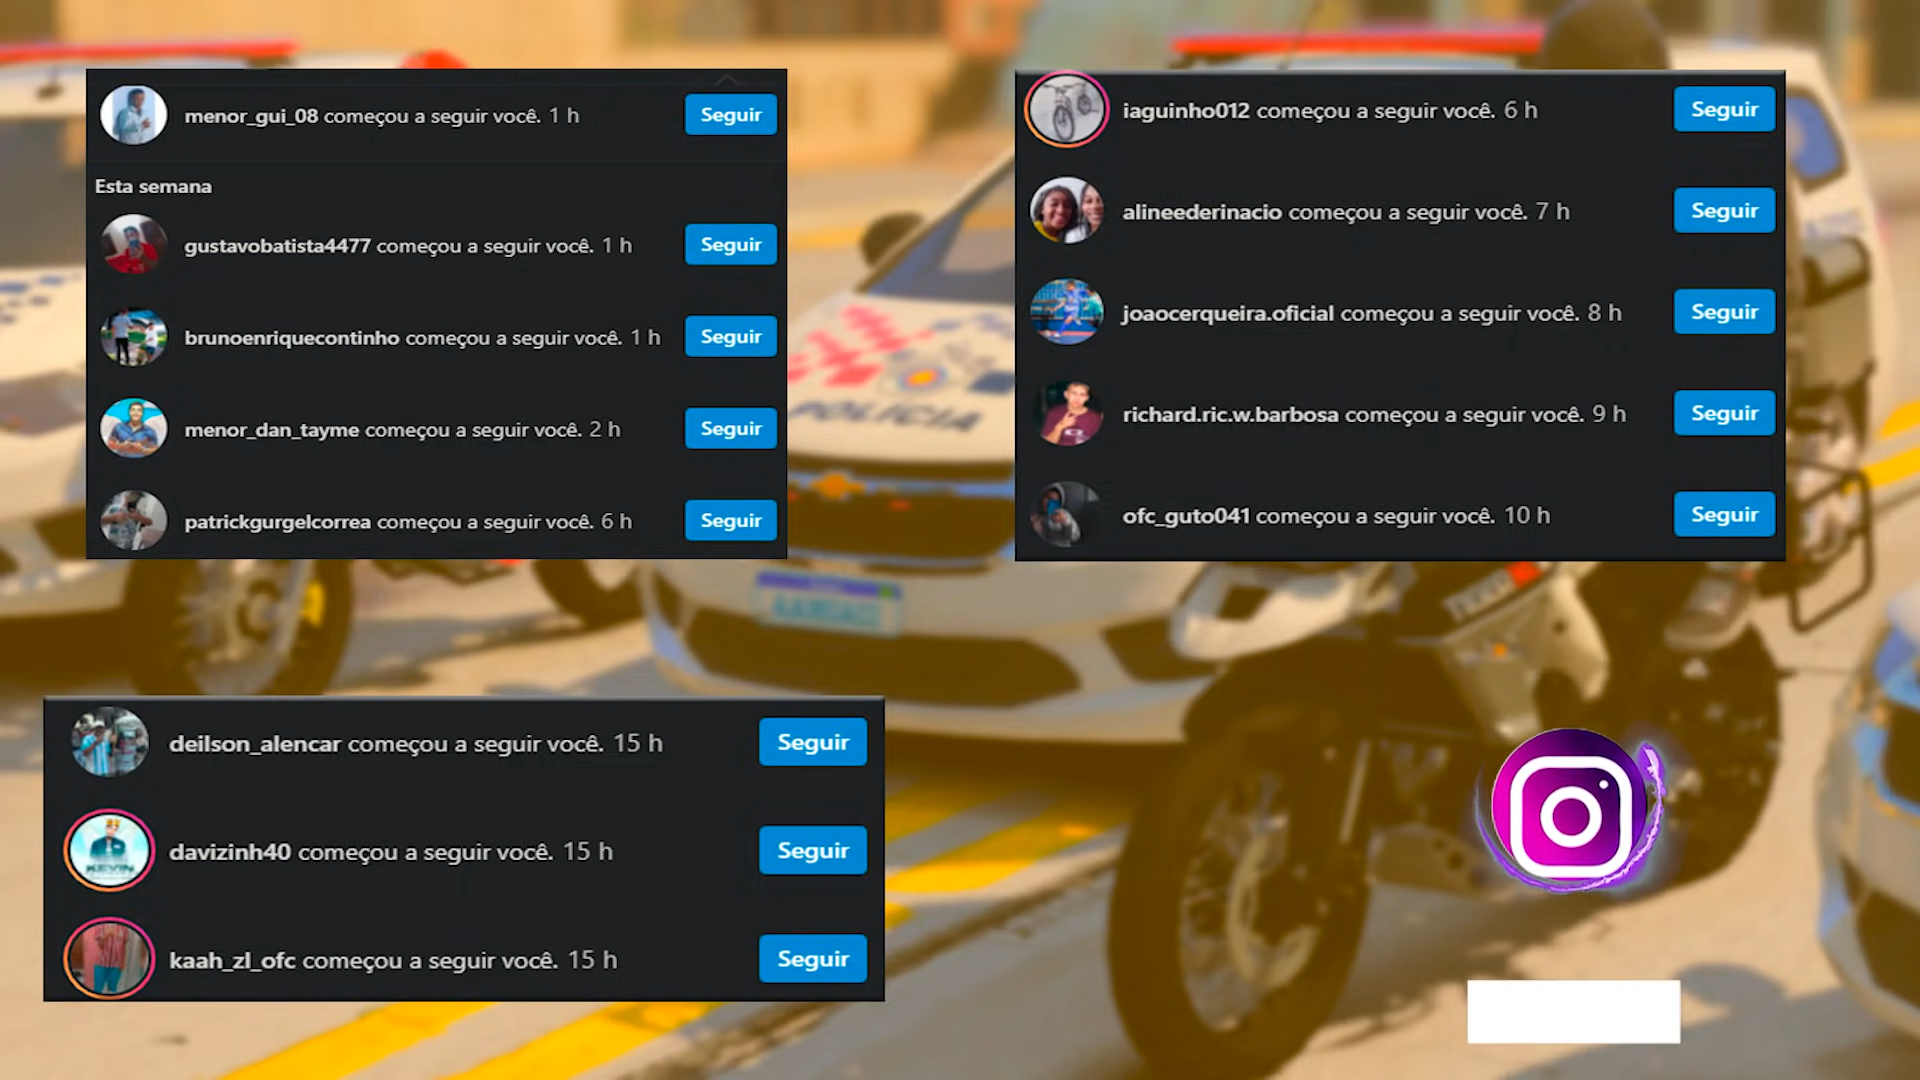 menor_gui_08 começou a seguir você. 1 h
Seguir
Esta semana
gustavobatista4477 começou a seguir você. 1 h
Seguir
brunoenriquecontinho começou a seguir você. 1 h
Seguir
menor_dan_tayme começou a seguir você. 2 h
Seguir
patrickgurgelcorrea começou a seguir você. 6 h
Seguir
iaguinho012 começou a seguir você. 6 h
Seguir
alineederinacio começou a seguir você. 7 h
Seguir
joaocerqueira.oficial começou a seguir você. 8 h
Seguir
richard.ric.w.barbosa começou a seguir você. 9 h
Seguir
ofc_guto041 começou a seguir você. 10 h
Seguir
POLICIA
deilson_alencar começou a seguir você. 15 h
Seguir
davizinh40 começou a seguir você. 15 h
Seguir
KEVIN
kaah_zl_ofc começou a seguir você. 15 h
Seguir